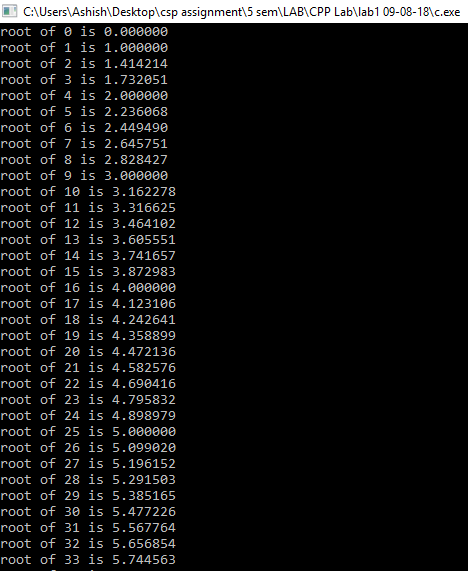 C:\Users\Ashish\Desktop\csp assignment\5 sem\LAB\CPP Lab\lab1 09-08-18\c.exe
root of 0 is 0.000000
root of 1 is 1.000000
root of 2 is 1.414214
root of 3 is 1.732051
root of 4 is 2.000000
root of 5 is 2.236068
root of 6 is 2.449490
root of 7 is 2.645751
root of 8 is 2.828427
root of 9 is 3.000000
root of 10 is 3.162278
root of 11 is 3.316625
root of 12 is 3.464102
root of 13 is 3.605551
root of 14 is 3.741657
root of 15 is 3.872983
root of 16 is 4.000000
root of 17 is 4.123106
root of 18 is 4.242641
root of 19 is 4.358899
root of 20 is 4.472136
root of 21 is 4.582576
root of 22 is 4.690416
root of 23 is 4.795832
root of 24 is 4.898979
root of 25 is 5.000000
root of 26 is 5.099020
root of 27 is 5.196152
root of 28 is 5.291503
root of 29 is 5.385165
root of 30 is 5.477226
root of 31 is 5.567764
root of 32 is 5.656854
root of 33 is 5.744563